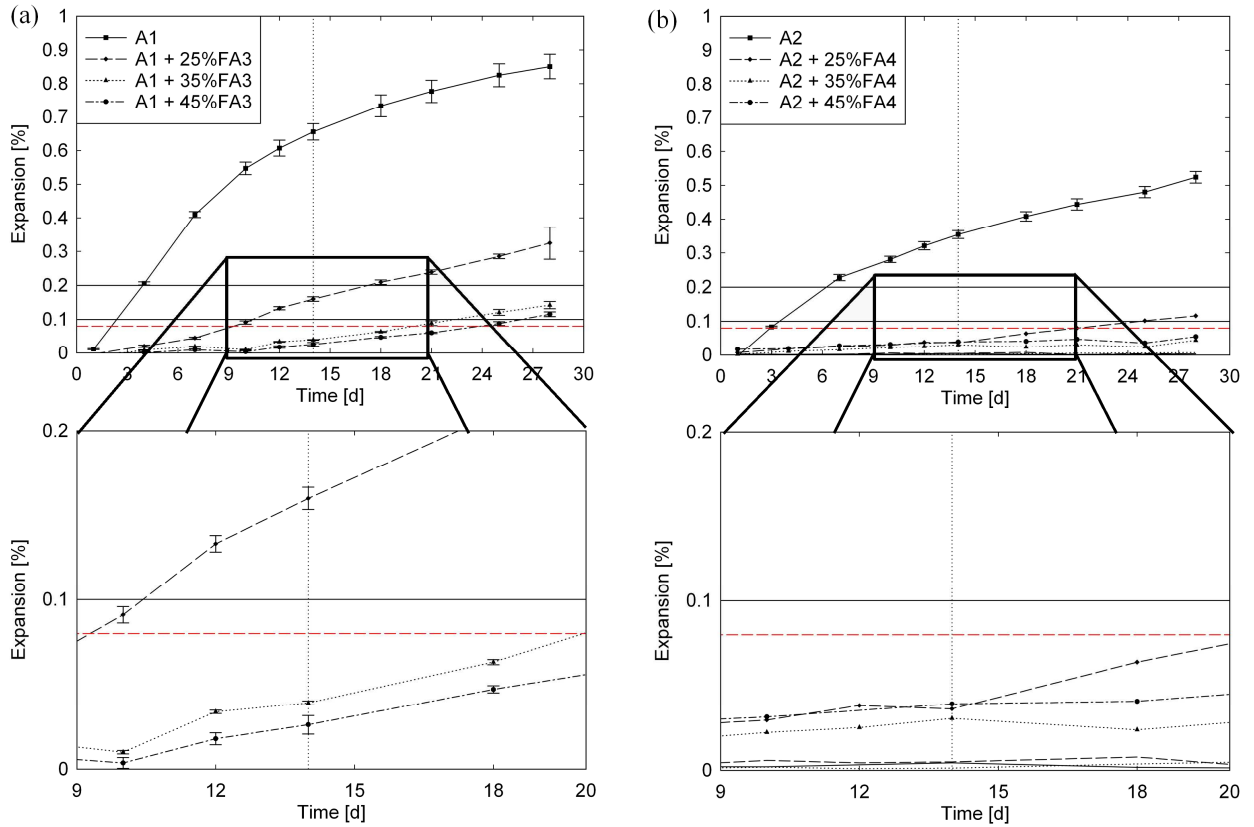 (a)
1
0.9
0.8
0.7
0.6
0.5
0.4
0.3
0.2
0.1
0
Expansion [%]
A1
A1 + 25%FA3
A1 + 35%FA3
A1 + 45%FA3
0 3 6 9 12 15 18 21 24 27 30
Time [d]
(b)
1
0.9
0.8
0.7
0.6
0.5
0.4
0.3
0.2
0.1
0
Expansion [%]
A2
A2 + 25%FA4
A2 + 35%FA4
A2 + 45%FA4
0 3 6 9 12 15 18 21 24 27 30
Time [d]
0.2
0.1
0
Expansion [%]
9 12 15 18 20
Time [d]
0.2
0.1
0
Expansion [%]
9 12 15 18 20
Time [d]